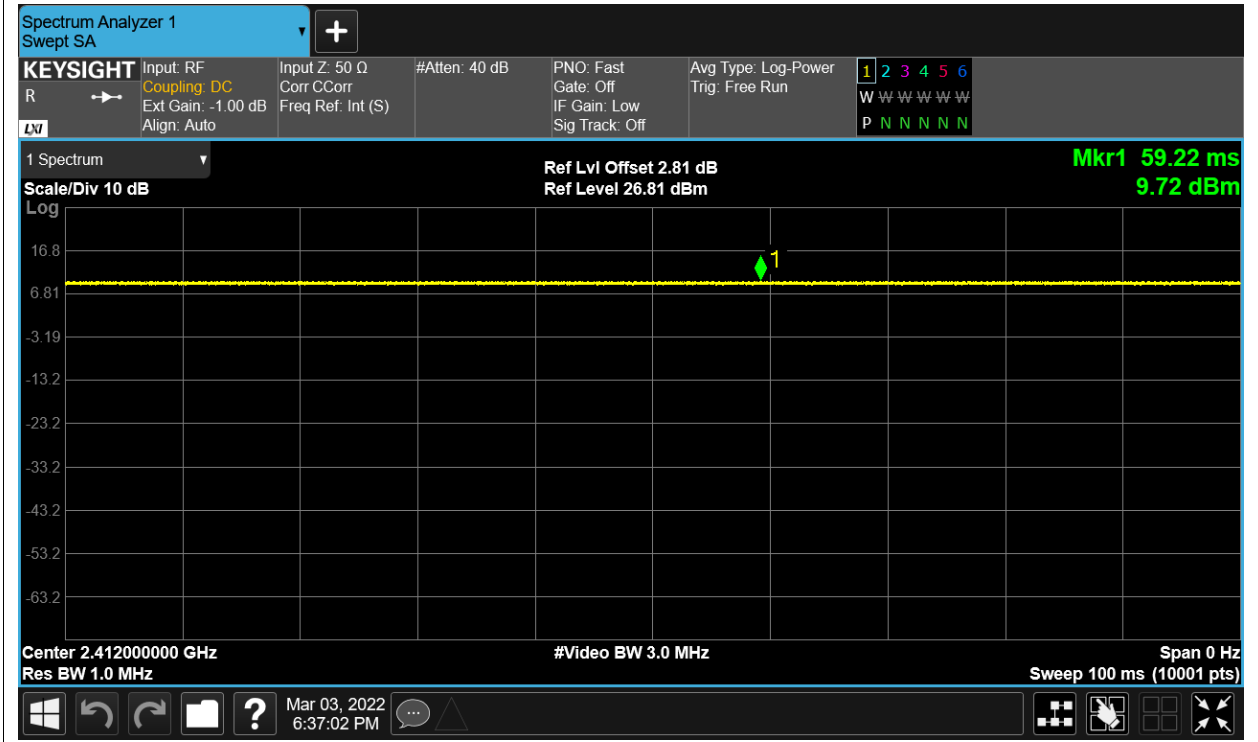 Spectrum Analyzer 1
Swept SA
KEYSIGHT
R
LXI
Input: RF
Coupling: DC
Ext Gain: -1.00 dB
Align: Auto
Input Z: 50 Ω
Corr CCorr
Freq Ref: Int (S)
#Atten: 40 dB
PNO: Fast
Gate: Off
IF Gain: Low
Sig Track: Off
Avg Type: Log-Power
Trig: Free Run
1 2 3 4 5 6
W W W W W W
P N N N N N
1 Spectrum
Scale/Div 10 dB
Ref Lvl Offset 2.81 dB
Ref Level 26.81 dBm
Mkr1 59.22 ms
9.72 dBm
Log
16.8
6.81
-3.19
-13.2
-23.2
-33.2
-43.2
-53.2
-63.2
1
Center 2.412000000 GHz
Res BW 1.0 MHz
#Video BW 3.0 MHz
Span 0 Hz
Sweep 100 ms (10001 pts)
?
Mar 03, 2022
6:37:02 PM